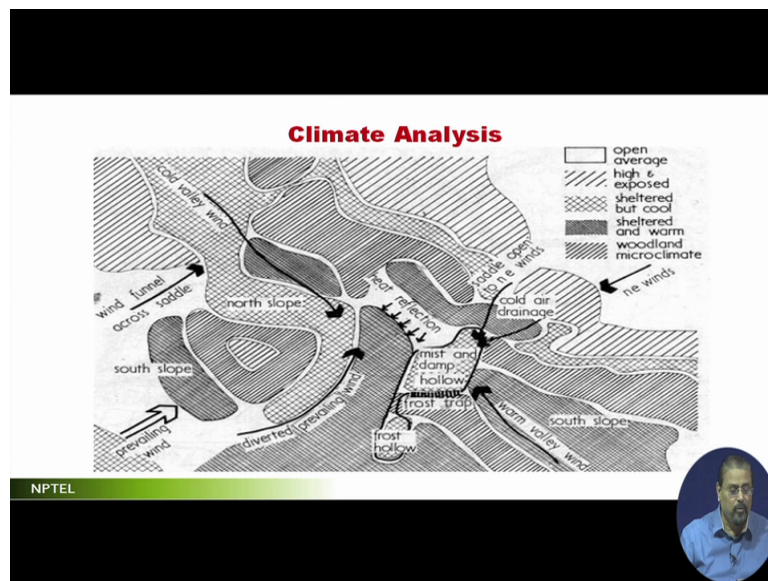 Climate Analysis
open
average
high &
exposed
sheltered
but cool
sheltered
and warm
woodland
microclimate
cold valley wind
wind funnel
across saddle
north slope
heat reflection
saddle open
to ne winds
ne winds
cold air
drainage
south slope
mist and
damp
hollow
frost trap
prevailing
wind
diverted prevailing wind
frost
hollow
warm valley wind
south slope
NPTEL